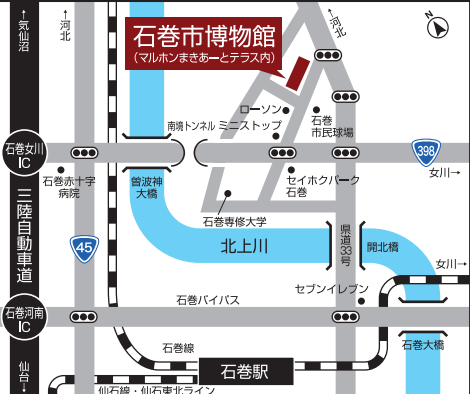 石巻市博物館
(マルホンまきあーとテラス内)
←気仙沼
←河北
←河北
N
ローソン
石巻
市民球場
南境トンネル
ミニストップ
石巻女川
IC
398
女川→
石巻赤十字
病院
曽波神
大橋
セイホクパーク
石巻
石巻専修大学
三陸自動車道
45
北上川
県道33号
開北橋
女川→
石巻バイパス
セブンイレブン
石巻河南
IC
石巻線
石巻大橋
石巻駅
仙台→
仙石線・仙石東北ライン